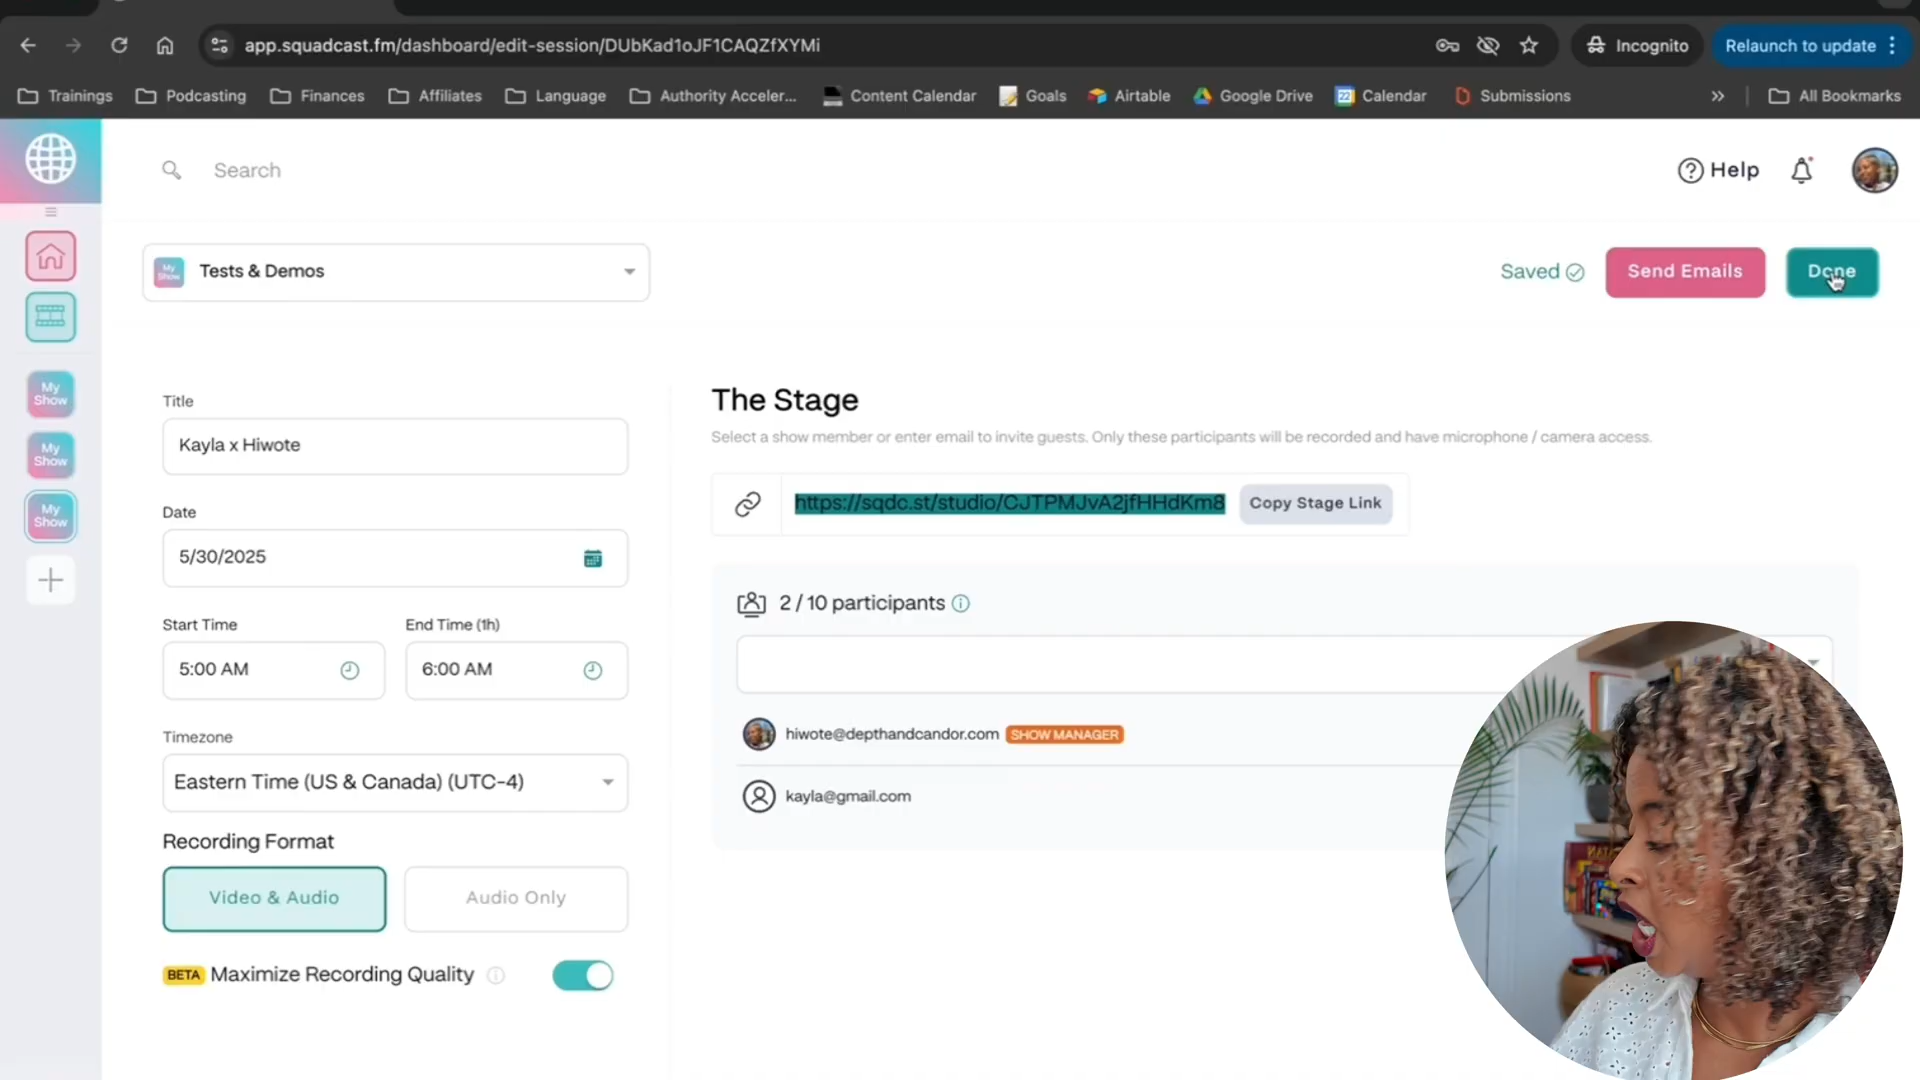 app.squadcast.fm/dashboard/edit-session/DUbKad1oJF1CAQZfXYMi
Incognito
Relaunch to update
Trainings
Podcasting
Finances
Affiliates
Language
Authority Acceler...
Content Calendar
Goals
Airtable
Google Drive
22
Calendar
Submissions
All Bookmarks
Search
Help
My Show
Tests & Demos
Saved
Send Emails
Done
My
Show
My
Show
My
Show
Title
Kayla x Hiwote
Date
5/30/2025
Start Time
End Time (1h)
5:00 AM
6:00 AM
Timezone
Eastern Time (US & Canada) (UTC-4)
Recording Format
Video & Audio
Audio Only
BETA Maximize Recording Quality
The Stage
Select a show member or enter email to invite guests. Only these participants will be recorded and have microphone / camera access.
https://sqdc.st/studio/CJTPMJvA2jfHHdKm8
Copy Stage Link
2 / 10 participants
hiwote@depthandcandor.com SHOW MANAGER
kayla@gmail.com